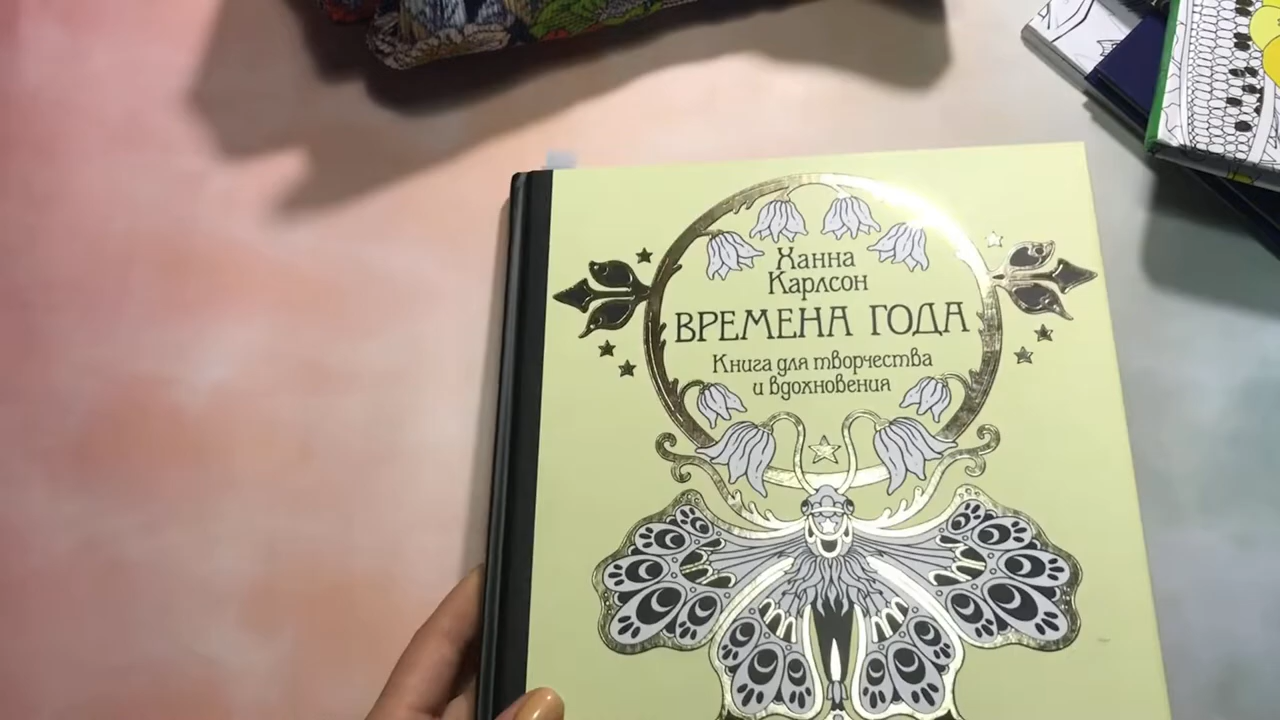 Ханна
Карлсон
ВРЕМЕНА ГОДА
Книга для творчества
и вдохновения